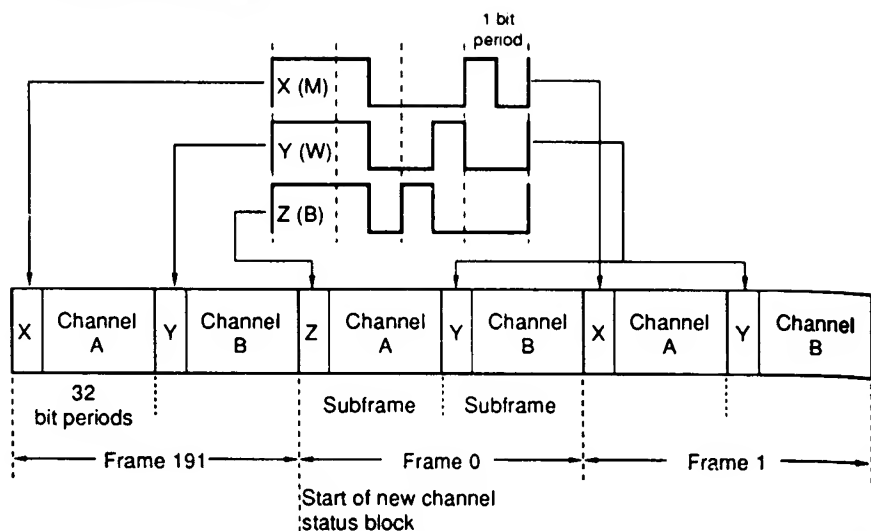 1 bit
period
X (M)
Y (W)
Z (B)
X
Channel
A
Y
Channel
B
Z
Channel
A
Y
Channel
B
X
Channel
A
Y
Channel
B
32
bit periods
Subframe
Subframe
Frame 191
Frame 0
Frame 1
Start of new channel
status block